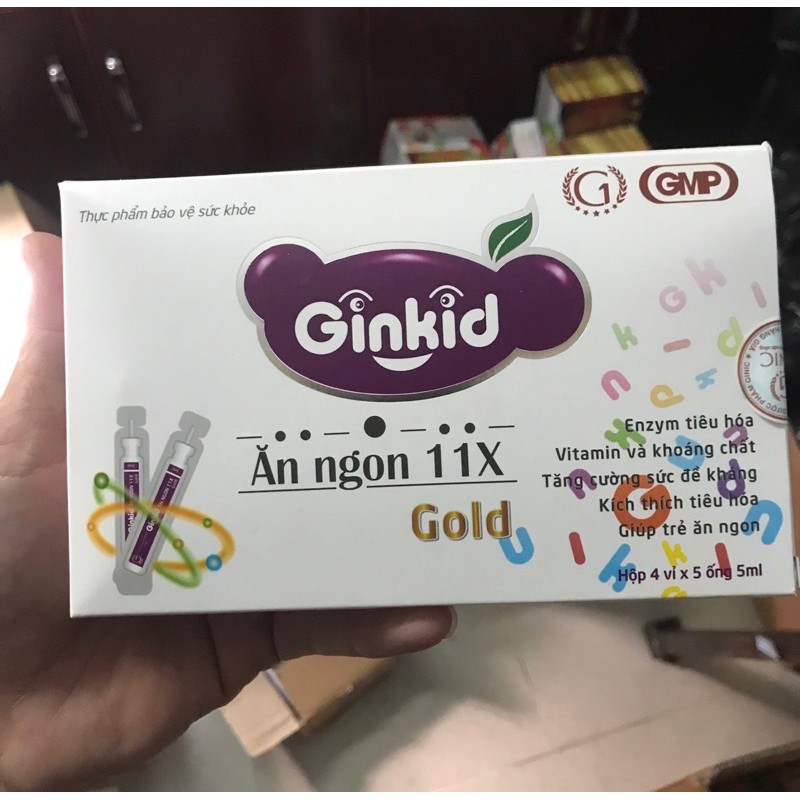 Thực phẩm bảo vệ sức khỏe
G1
GMP
Ginkid
Ăn ngon 11X
Gold
Enzym tiêu hóa
Vitamin và khoáng chất
Tăng cường sức đề kháng
Kích thích tiêu hóa
Giúp trẻ ăn ngon
Hộp 4 vỉ x 5 ống 5ml